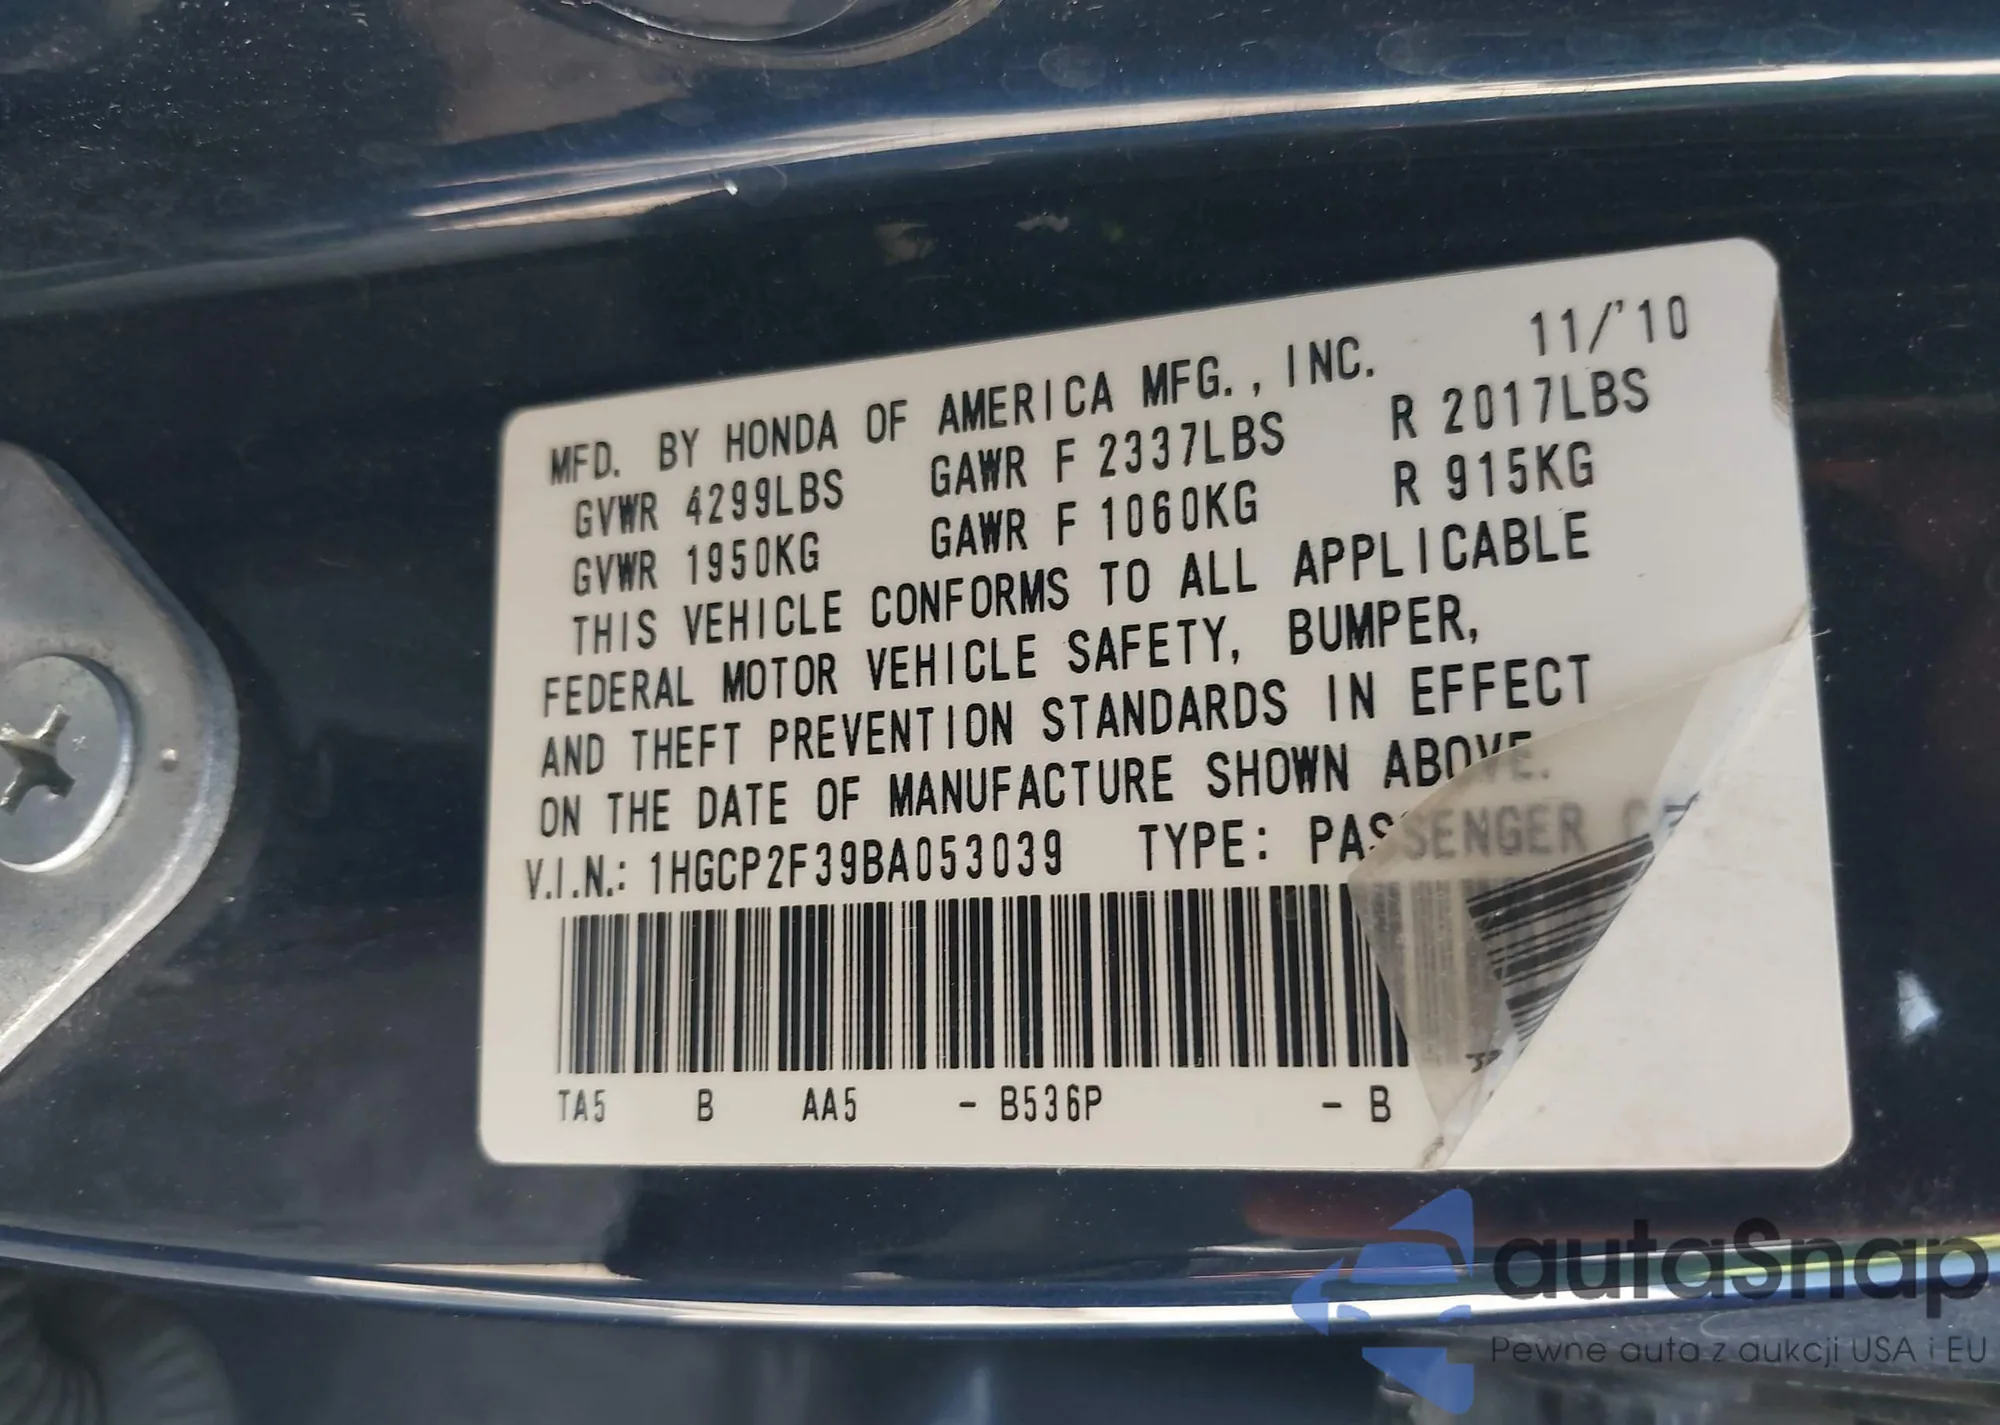 11/'10
MFD. BY HONDA OF AMERICA MFG., INC.
GVWR 4299LBS GAWR F 2337LBS R 2017LBS
GVWR 1950KG GAWR F 1060KG R 915KG
THIS VEHICLE CONFORMS TO ALL APPLICABLE
FEDERAL MOTOR VEHICLE SAFETY, BUMPER,
AND THEFT PREVENTION STANDARDS IN EFFECT
ON THE DATE OF MANUFACTURE SHOWN ABOVE.
V.I.N.: 1HGCP2F39BA053039 TYPE: PASSENGER
TA5 B AA5 - B536P - B
autaSnap
Pewne auta z aukcji USA i EU